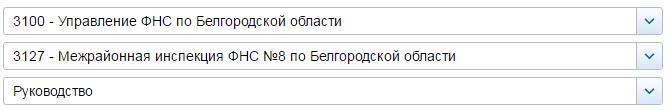 3100 - Управление ФНС по Белгородской области
3127 - Межрайонная инспекция ФНС №8 по Белгородской области
Руководство